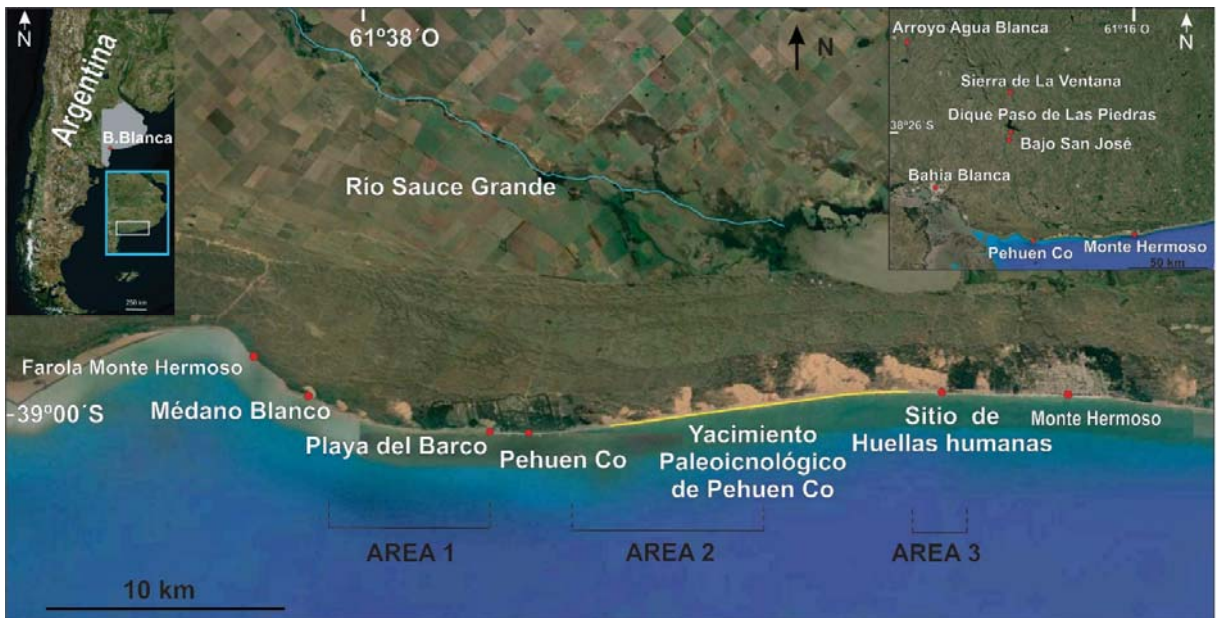 N
Argentina
B.Blanca
250 km
61º38´O
N
Río Sauce Grande
N
61º16´O
Arroyo Agua Blanca
Sierra de La Ventana
Dique Paso de Las Piedras
38º26 S
Bajo San José
Bahia Blanca
Pehuen Co
Monte Hermoso
50 km
Farola Monte Hermoso
-39º00´S
Médano Blanco
Playa del Barco
Pehuen Co
Yacimiento
Paleoicnológico
de Pehuen Co
Sitio de
Huellas humanas
Monte Hermoso
AREA 1
AREA 2
AREA 3
10 km